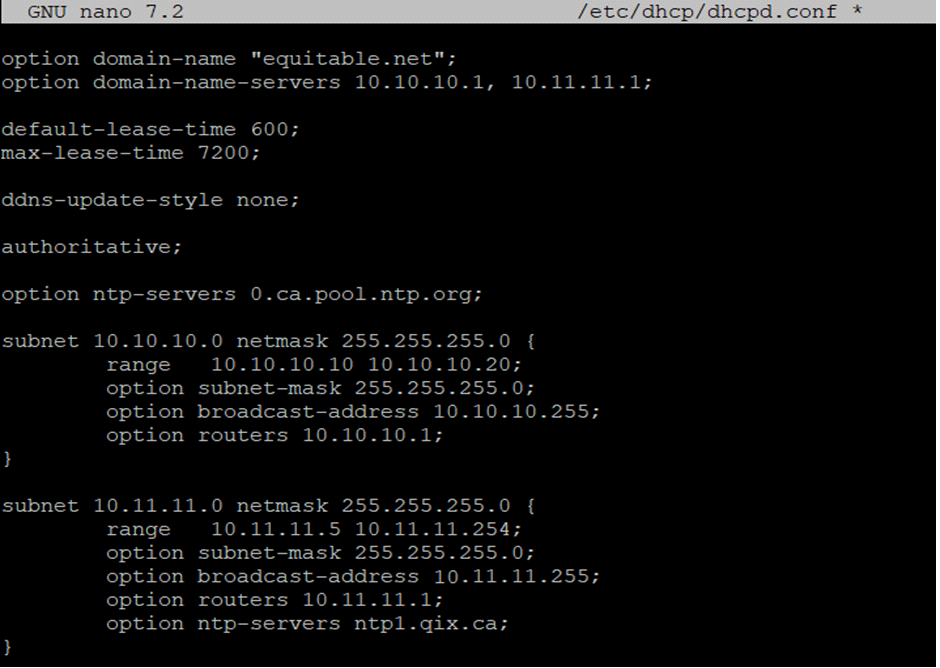 GNU nano 7.2 /etc/dhcp/dhcpd.conf *
option domain-name "equitable.net";
option domain-name-servers 10.10.10.1, 10.11.11.1;
default-lease-time 600;
max-lease-time 7200;
ddns-update-style none;
authoritative;
option ntp-servers 0.ca.pool.ntp.org;
subnet 10.10.10.0 netmask 255.255.255.0 {
range 10.10.10.10 10.10.10.20;
option subnet-mask 255.255.255.0;
option broadcast-address 10.10.10.255;
option routers 10.10.10.1;
}
subnet 10.11.11.0 netmask 255.255.255.0 {
range 10.11.11.5 10.11.11.254;
option subnet-mask 255.255.255.0;
option broadcast-address 10.11.11.255;
option routers 10.11.11.1;
option ntp-servers ntp1.qix.ca;
}